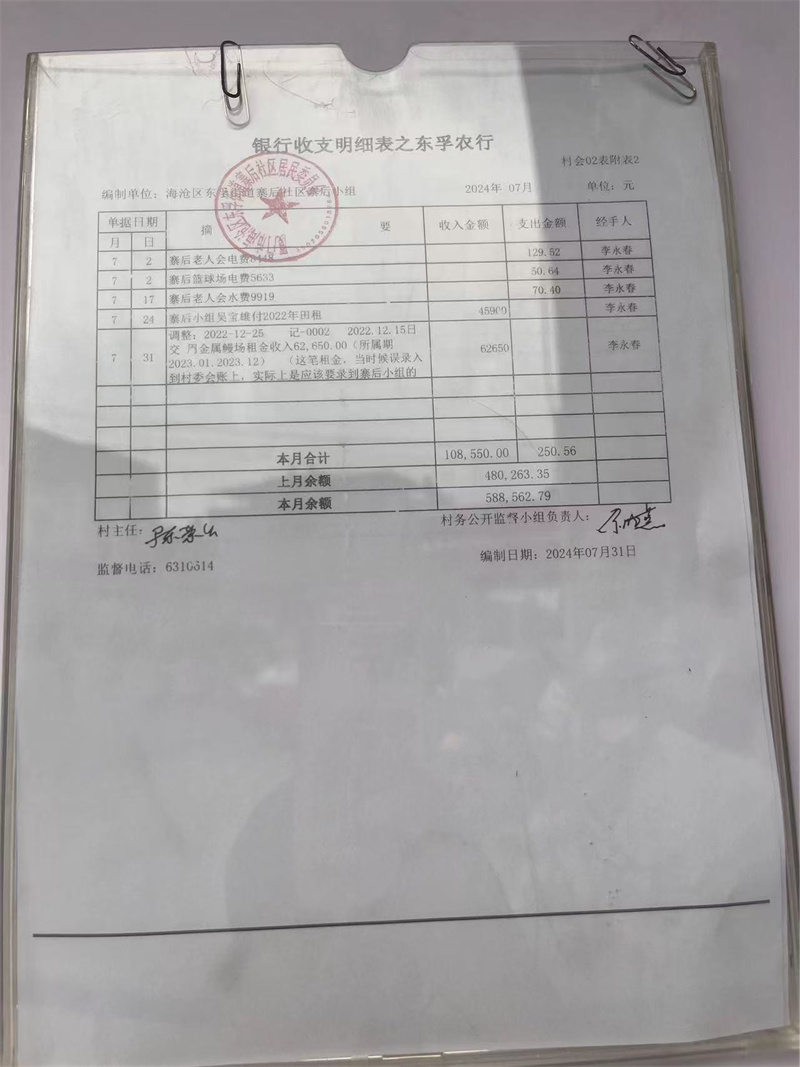 银行收支明细表之东孚农行
村会02表附表2
编制单位：海沧区东孚街道寨后社区寨后小组 2024年 07月 单位：元
单据日期 摘 要 收入金额 支出金额 经手人
月 日
7 2 寨后老人会电费8448 129.52 李永春
7 2 寨后篮球场电费5633 50.64 李永春
7 17 寨后老人会水费9919 70.40 李永春
7 24 寨后小组吴宝雄付2022年田租 45900 李永春
调整：2022-12-25 记-0002 2022.12.15日
交 金属鳗场租金收入62,650.00（所属期
7 31 2023.01.2023.12）（这笔租金，当时候误录入 62650 李永春
到村委会账上，实际上是应该要录到寨后小组的
本月合计 108,550.00 250.56
上月余额 480,263.35
本月余额 588,562.79
村主任： 村务公开监督小组负责人：
监督电话：6310614
编制日期：2024年07月31日